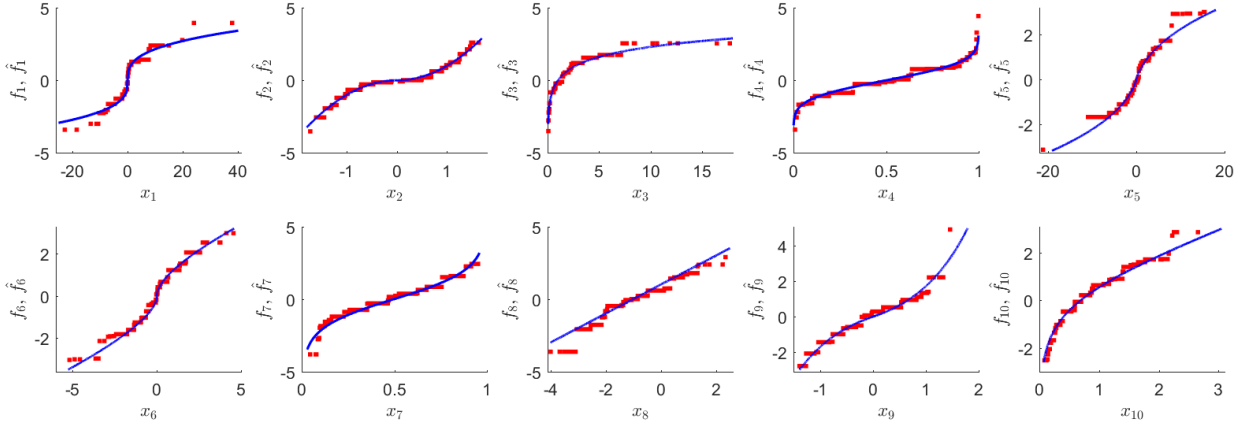 5 0 -5 -20 0 20 40 x₁ f₁, f̂₁
5 0 -5 -1 0 1 x₂ f₂, f̂₂
5 0 -5 0 5 10 15 x₃ f₃, f̂₃
5 0 -5 0 0.5 1 x₄ f₄, f̂₄
2 0 -2 -20 0 20 x₅ f₅, f̂₅
2 0 -2 -5 0 5 x₆ f₆, f̂₆
5 0 -5 0 0.5 1 x₇ f₇, f̂₇
5 0 -5 -4 -2 0 2 x₈ f₈, f̂₈
4 2 0 -2 -1 0 1 2 x₉ f₉, f̂₉
2 0 -2 0 1 2 3 x₁₀ f₁₀, f̂₁₀